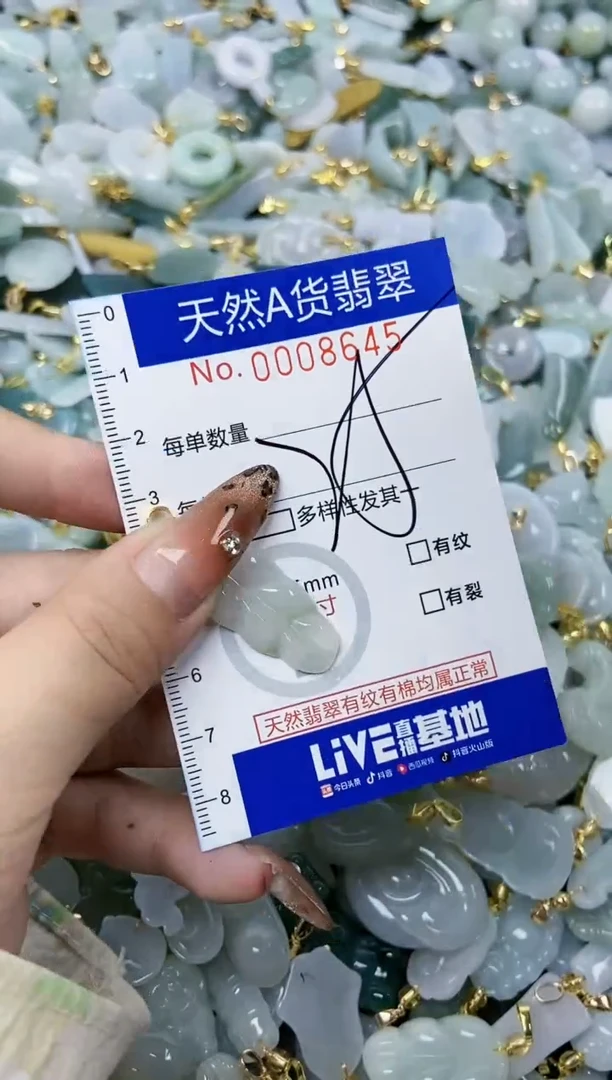 天然A货翡翠
No. 0008645
0
1
2
每单数量
3
多样性发其一
有纹
mm
寸
有裂
6
天然翡翠有纹有棉均属正常
7
LiVE直播基地
8
今日头条 抖音 西瓜视频 抖音火山版